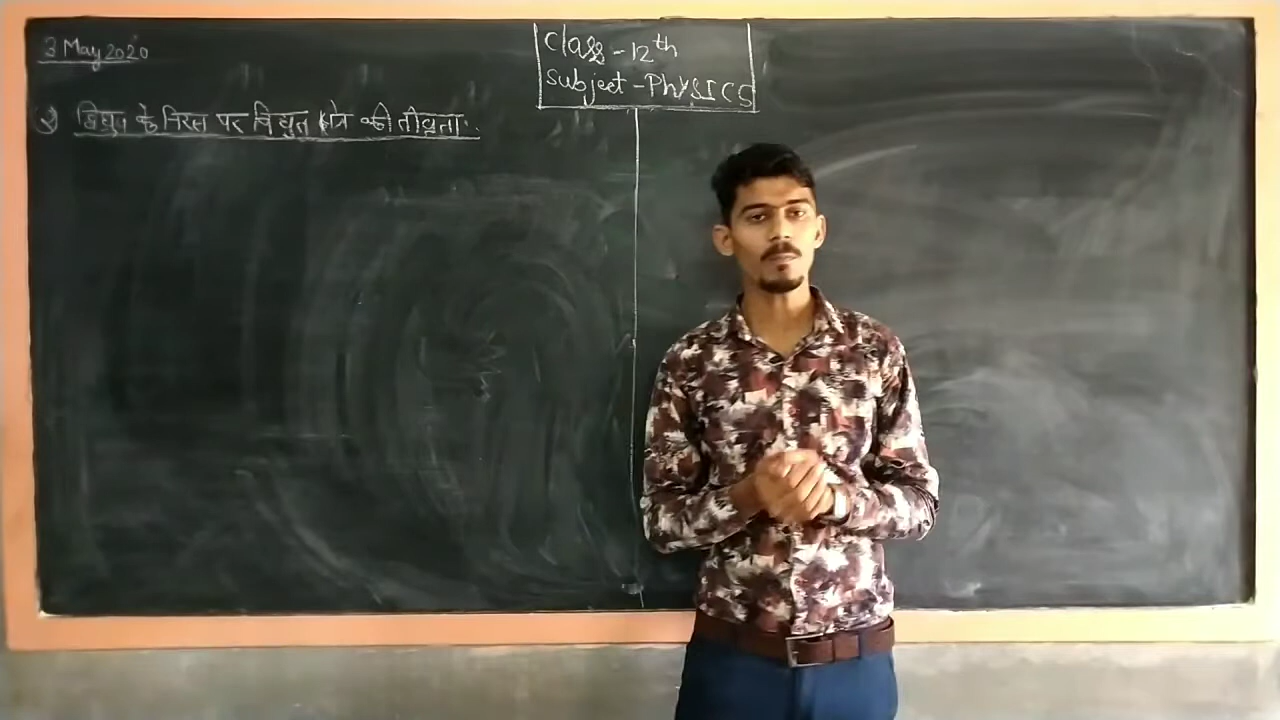 3 May 2020
Class - 12th
Subject - PhYSICS
के निरक्ष पर विद्युत क्षेत्र की तीव्रता :